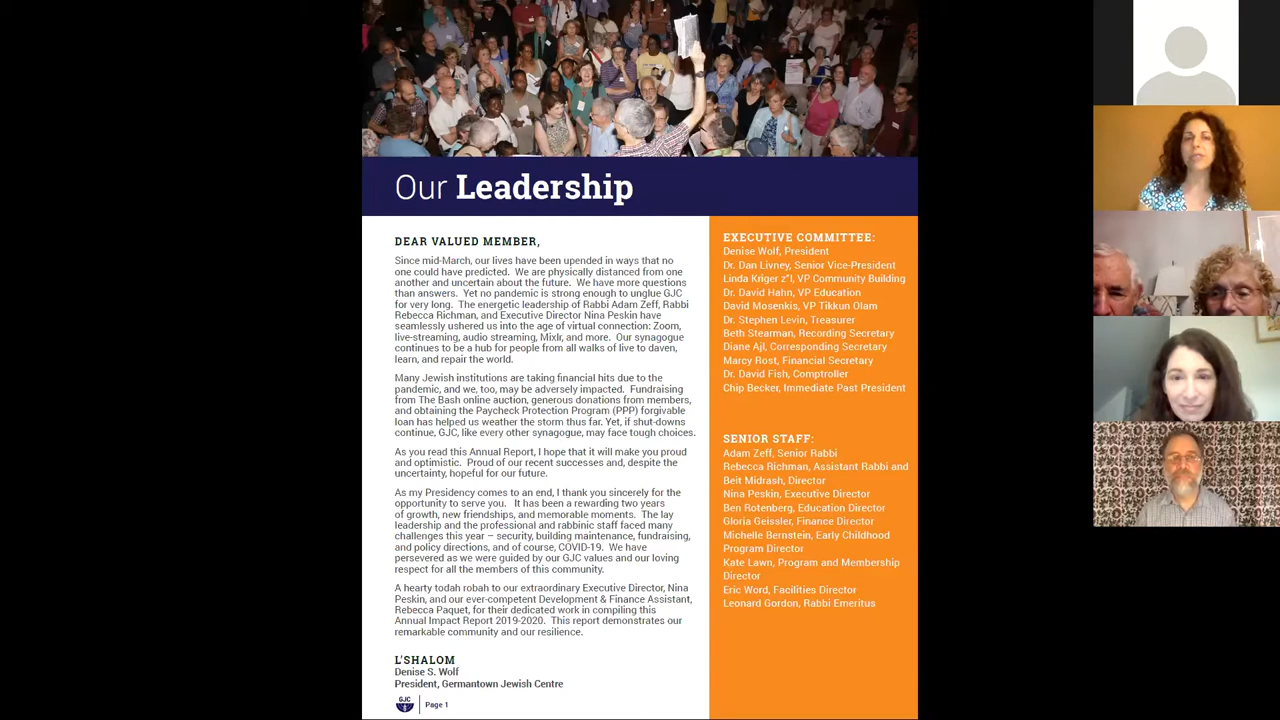 Our Leadership
DEAR VALUED MEMBER,
Since mid-March, our lives have been upended in ways that no
one could have predicted. We are physically distanced from one
another and uncertain about the future. We have more questions
than answers. Yet no pandemic is strong enough to unglue GJC
for very long. The energetic leadership of Rabbi Adam Zeff, Rabbi
Rebecca Richman, and Executive Director Nina Peskin have
seamlessly ushered us into the age of virtual connection: Zoom,
live-streaming, audio streaming, Mixlr, and more. Our synagogue
continues to be a hub for people from all walks of live to daven,
learn, and repair the world.
Many Jewish institutions are taking financial hits due to the
pandemic, and we, too, may be adversely impacted. Fundraising
from The Bash online auction, generous donations from members,
and obtaining the Paycheck Protection Program (PPP) forgivable
loan has helped us weather the storm thus far. Yet, if shut-downs
continue, GJC, like every other synagogue, may face tough choices.
As you read this Annual Report, I hope that it will make you proud
and optimistic. Proud of our recent successes and, despite the
uncertainty, hopeful for our future.
As my Presidency comes to an end, I thank you sincerely for the
opportunity to serve you. It has been a rewarding two years
of growth, new friendships, and memorable moments. The lay
leadership and the professional and rabbinic staff faced many
challenges this year – security, building maintenance, fundraising,
and policy directions, and of course, COVID-19. We have
persevered as we were guided by our GJC values and our loving
respect for all the members of this community.
A hearty todah robah to our extraordinary Executive Director, Nina
Peskin, and our ever-competent Development & Finance Assistant,
Rebecca Paquet, for their dedicated work in compiling this
Annual Impact Report 2019-2020. This report demonstrates our
remarkable community and our resilience.
L'SHALOM
Denise S. Wolf
President, Germantown Jewish Centre
GJC
Page 1
EXECUTIVE COMMITTEE:
Denise Wolf, President
Dr. Dan Livney, Senior Vice-President
Linda Kriger z"l, VP Community Building
Dr. David Hahn, VP Education
David Mosenkis, VP Tikkun Olam
Dr. Stephen Levin, Treasurer
Beth Stearman, Recording Secretary
Diane Ajl, Corresponding Secretary
Marcy Rost, Financial Secretary
Dr. David Fish, Comptroller
Chip Becker, Immediate Past President
SENIOR STAFF:
Adam Zeff, Senior Rabbi
Rebecca Richman, Assistant Rabbi and
Beit Midrash, Director
Nina Peskin, Executive Director
Ben Rotenberg, Education Director
Gloria Geissler, Finance Director
Michelle Bernstein, Early Childhood
Program Director
Kate Lawn, Program and Membership
Director
Eric Word, Facilities Director
Leonard Gordon, Rabbi Emeritus